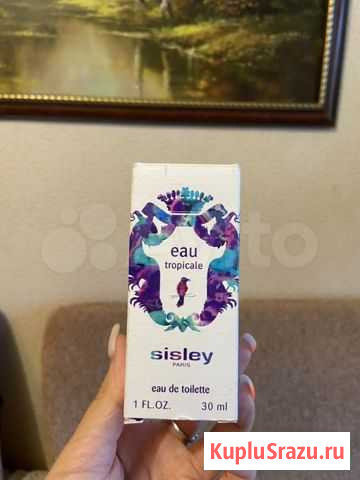 eau
tropicale
sisley
PARIS
eau de toilette
1 FL.OZ. 30 ml
KupluSrazu.ru